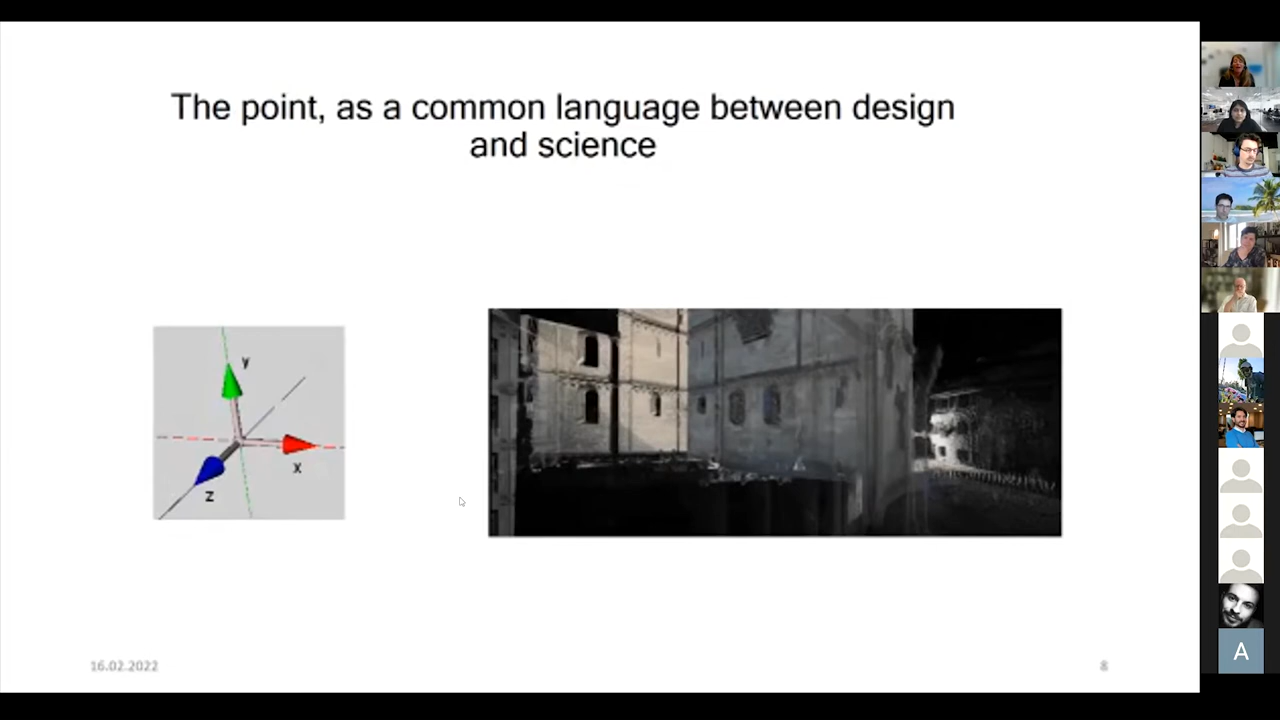 The point, as a common language between design
and science
y
x
z
16.02.2022
8
A